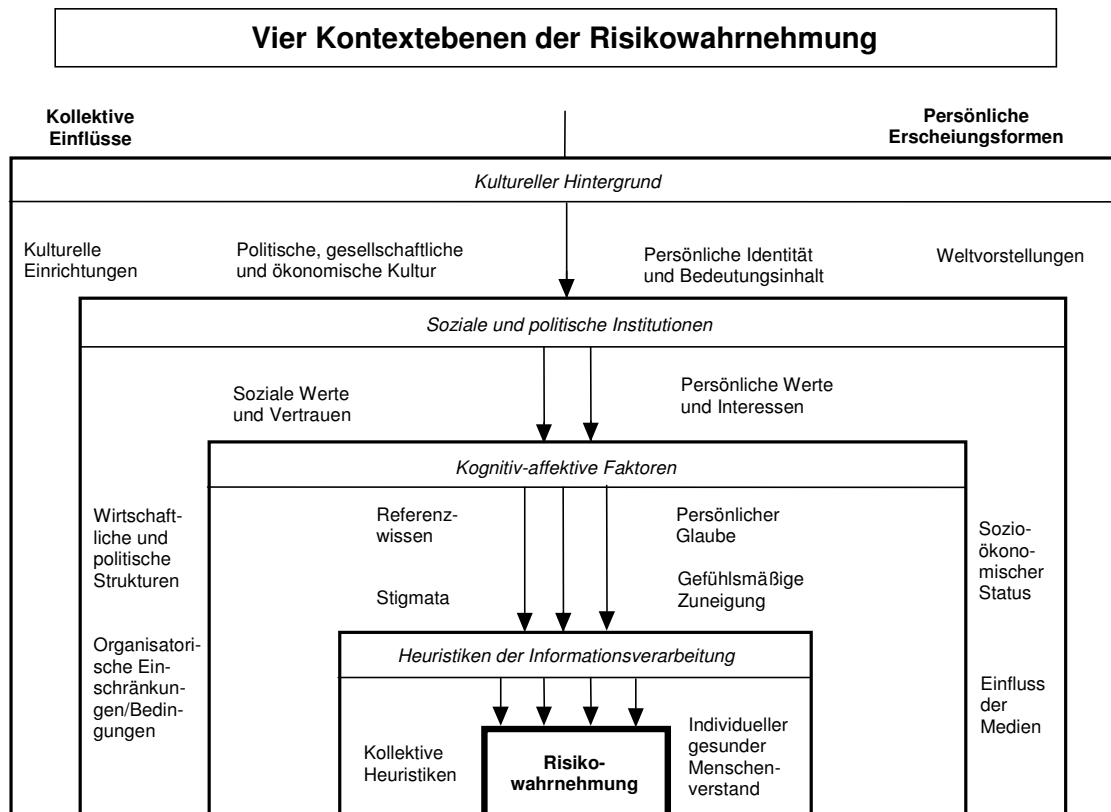 Vier Kontextebenen der Risikowahrnehmung
Kollektive
Einflüsse
Persönliche
Erscheiungsformen
Kultureller Hintergrund
Kulturelle
Einrichtungen
Politische, gesellschaftliche
und ökonomische Kultur
Persönliche Identität
und Bedeutungsinhalt
Weltvorstellungen
Soziale und politische Institutionen
Soziale Werte
und Vertrauen
Persönliche Werte
und Interessen
Kognitiv-affektive Faktoren
Wirtschaft-
liche und
politische
Strukturen
Referenz-
wissen
Persönlicher
Glaube
Sozio-
ökono-
mischer
Status
Stigmata
Gefühlsmäßige
Zuneigung
Heuristiken der Informationsverarbeitung
Organisatori-
sche Ein-
schränkun-
gen/Bedin-
gungen
Einfluss
der
Medien
Kollektive
Heuristiken
Risiko-
wahrnehmung
Individueller
gesunder
Menschen-
verstand